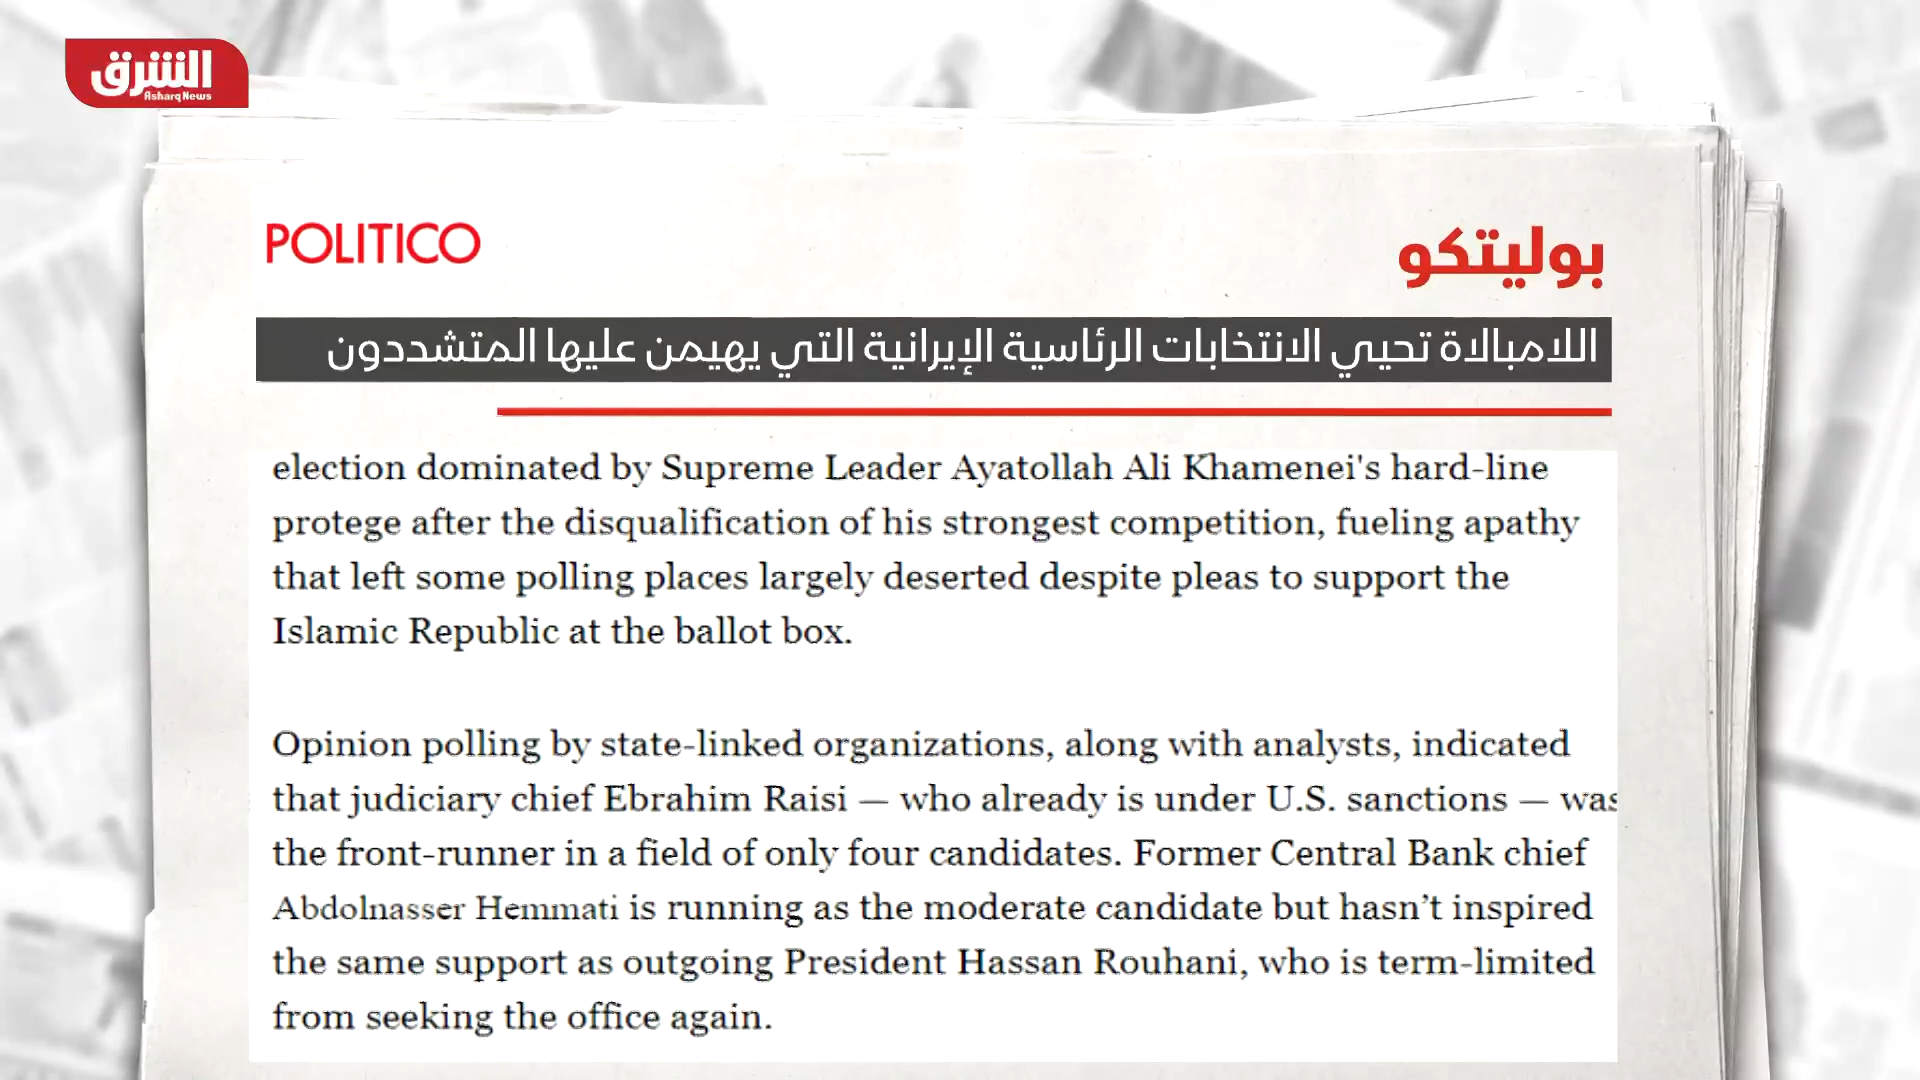 الشرق
Asharq News
POLITICO
بوليتكو
اللامبالاة تحيي الانتخابات الرئاسية الإيرانية التي يهيمن عليها المتشددون
election dominated by Supreme Leader Ayatollah Ali Khamenei's hard-line
protege after the disqualification of his strongest competition, fueling apathy
that left some polling places largely deserted despite pleas to support the
Islamic Republic at the ballot box.
Opinion polling by state-linked organizations, along with analysts, indicated
that judiciary chief Ebrahim Raisi — who already is under U.S. sanctions — was
the front-runner in a field of only four candidates. Former Central Bank chief
Abdolnasser Hemmati is running as the moderate candidate but hasn’t inspired
the same support as outgoing President Hassan Rouhani, who is term-limited
from seeking the office again.